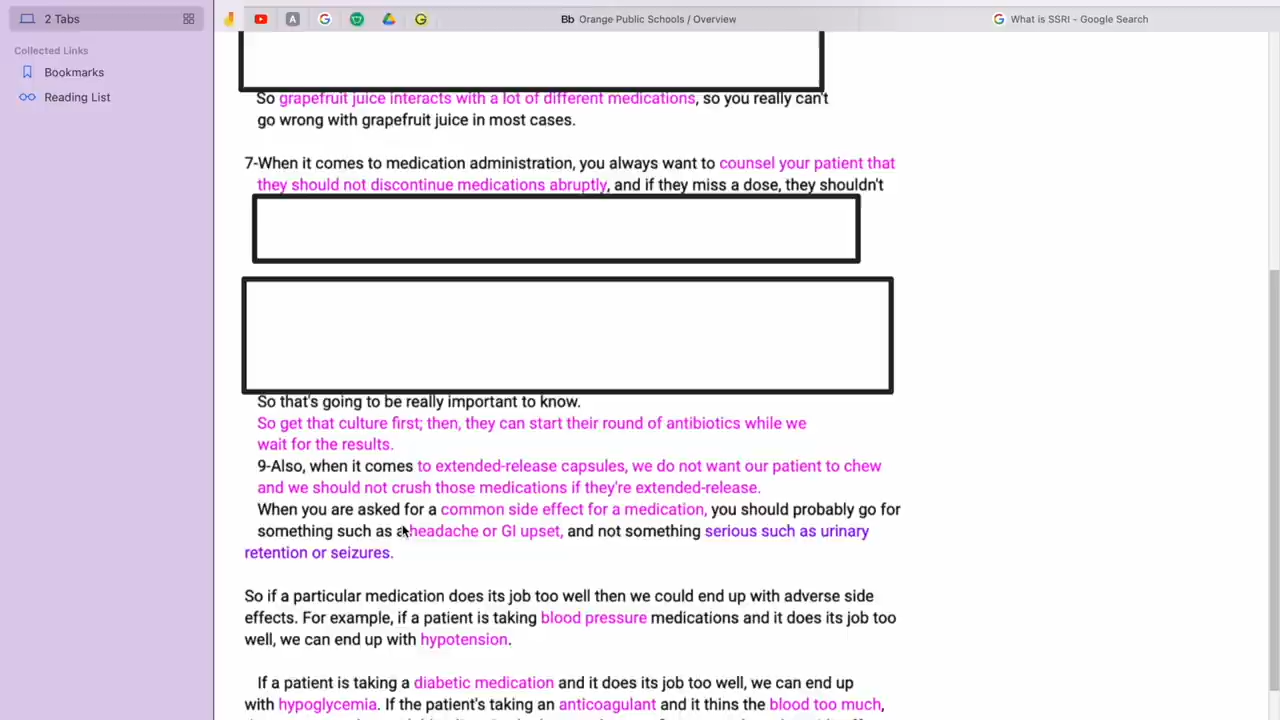 2 Tabs
Bb Orange Public Schools / Overview
What is SSRI - Google Search
Collected Links
Bookmarks
Reading List
So grapefruit juice interacts with a lot of different medications, so you really can't
go wrong with grapefruit juice in most cases.
7-When it comes to medication administration, you always want to counsel your patient that
they should not discontinue medications abruptly, and if they miss a dose, they shouldn't
So that's going to be really important to know.
So get that culture first; then, they can start their round of antibiotics while we
wait for the results.
9-Also, when it comes to extended-release capsules, we do not want our patient to chew
and we should not crush those medications if they're extended-release.
When you are asked for a common side effect for a medication, you should probably go for
something such as a headache or GI upset, and not something serious such as urinary
retention or seizures.
So if a particular medication does its job too well then we could end up with adverse side
effects. For example, if a patient is taking blood pressure medications and it does its job too
well, we can end up with hypotension.
If a patient is taking a diabetic medication and it does its job too well, we can end up
with hypoglycemia. If the patient's taking an anticoagulant and it thins the blood too much,